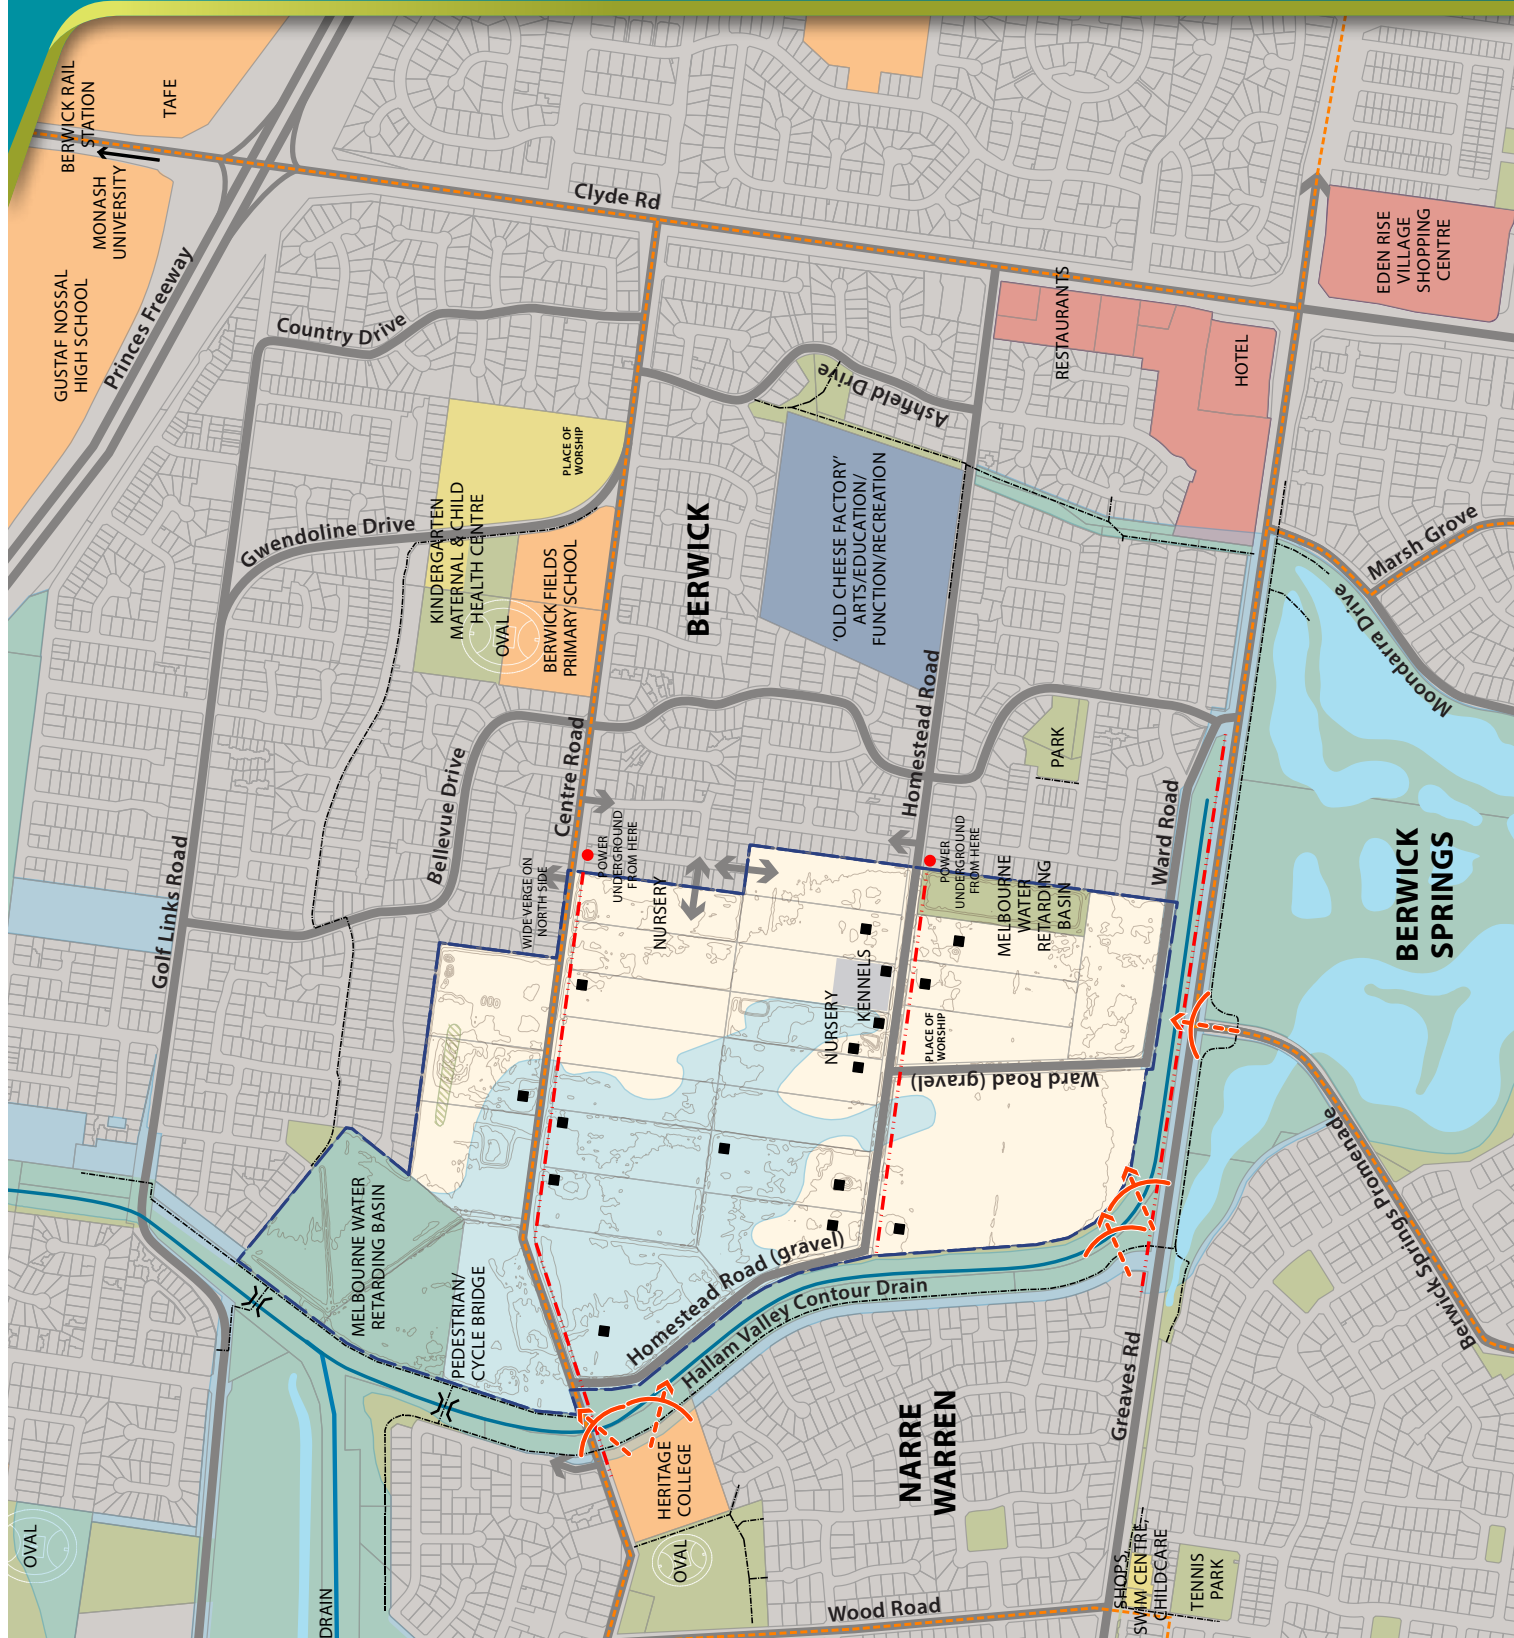 BERWICK RAIL
STATION
TAFE
MONASH
UNIVERSITY
GUSTAF NOSSAL
HIGH SCHOOL
Princes Freeway
Clyde Rd
Country Drive
EDEN RISE
VILLAGE
SHOPPING
CENTRE
RESTAURANTS
HOTEL
Ashfield Drive
PLACE OF
WORSHIP
Gwendoline Drive
KINDERGARTEN
MATERNAL & CHILD
HEALTH CENTRE
OVAL
BERWICK FIELDS
PRIMARY SCHOOL
BERWICK
'OLD CHEESE FACTORY'
ARTS/EDUCATION/
FUNCTION/RECREATION
Marsh Grove
Moondarra Drive
Homestead Road
Centre Road
Bellevue Drive
PARK
Ward Road
Golf Links Road
WIDE VERGE ON
NORTH SIDE
POWER
UNDERGROUND
FROM HERE
NURSERY
POWER
UNDERGROUND
FROM HERE
MELBOURNE
WATER
RETARDING
BASIN
BERWICK
SPRINGS
KENNELS
NURSERY
PLACE OF
WORSHIP
Ward Road (gravel)
MELBOURNE WATER
RETARDING BASIN
PEDESTRIAN/
CYCLE BRIDGE
Homestead Road (gravel)
Hallam Valley Contour Drain
Berwick Springs Promenade
Greaves Rd
NARRE
WARREN
HERITAGE
COLLEGE
OVAL
OVAL
DRAIN
Wood Road
SHOPS,
SWIM CENTRE,
CHILDCARE
TENNIS
PARK